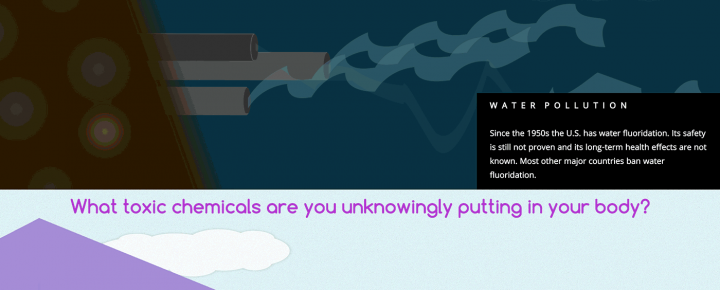 WATER POLLUTION
Since the 1950s the U.S. has water fluoridation. Its safety
is still not proven and its long-term health effects are not
known. Most other major countries ban water
fluoridation.
What toxic chemicals are you unknowingly putting in your body?